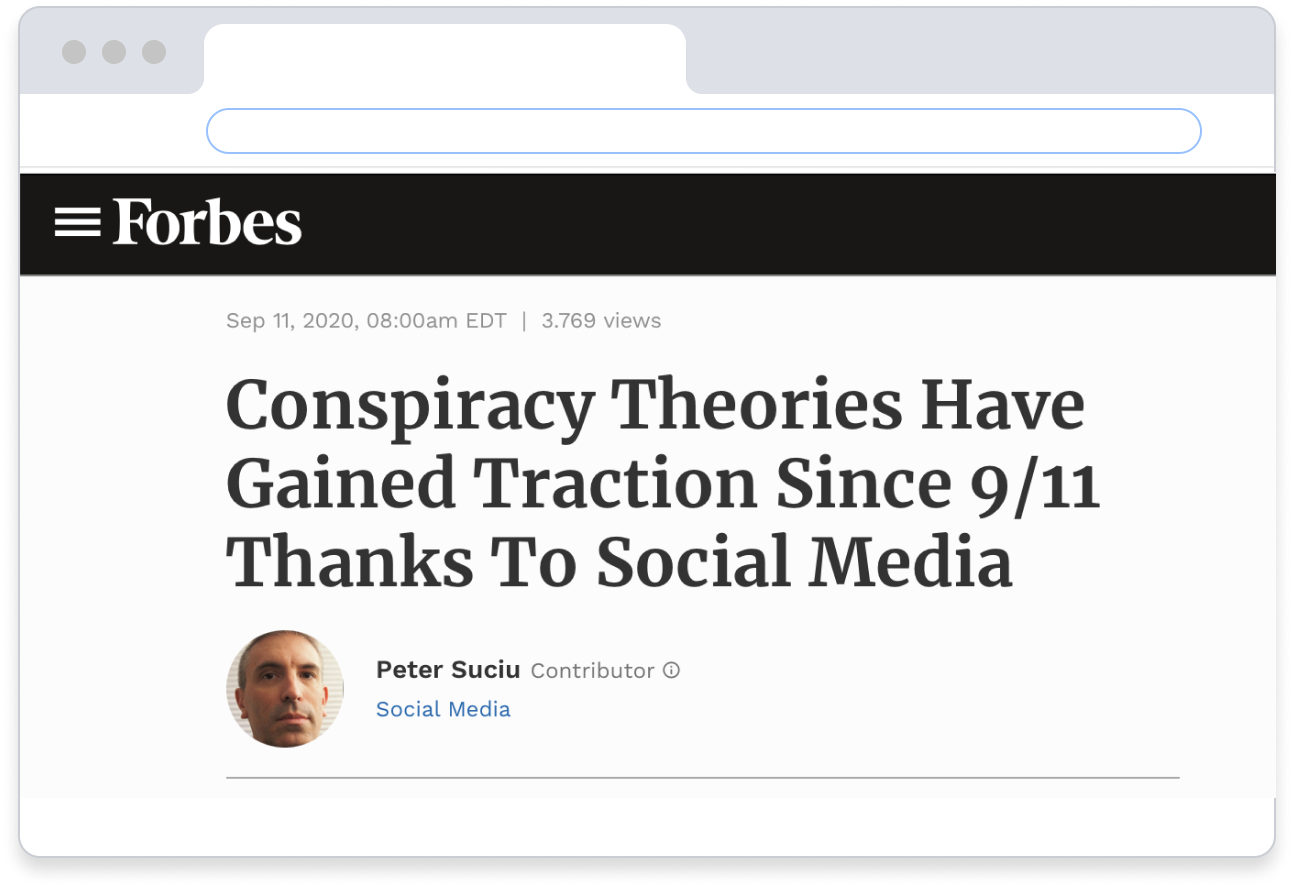 Forbes
Sep 11, 2020, 08:00am EDT | 3.769 views
Conspiracy Theories Have
Gained Traction Since 9/11
Thanks To Social Media
Peter Suciu Contributor
Social Media